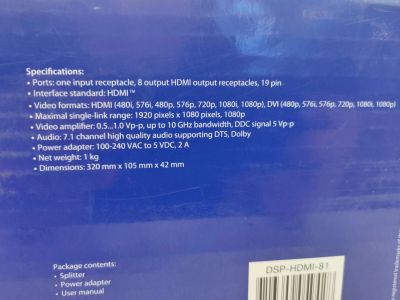 Specifications:
• Ports: one input receptacle, 8 output HDMI output receptacles, 19 pin
• Interface standard: HDMI™
• Video formats: HDMI (480i, 576i, 480p, 576p, 720p, 1080i, 1080p), DVI (480p, 576i, 576p, 720p, 1080i, 1080p)
• Maximal single-link range: 1920 pixels x 1080 pixels, 1080p
• Video amplifier: 0.5...1.0 Vp-p, up to 10 GHz bandwidth, DDC signal 5 Vp-p
• Audio: 7.1 channel high quality audio supporting DTS, Dolby
• Power adapter: 100-240 VAC to 5 VDC, 2 A
• Net weight: 1 kg
• Dimensions: 320 mm x 105 mm x 42 mm
Package contents:
• Splitter
• Power adapter
• User manual
DSP-HDMI-81